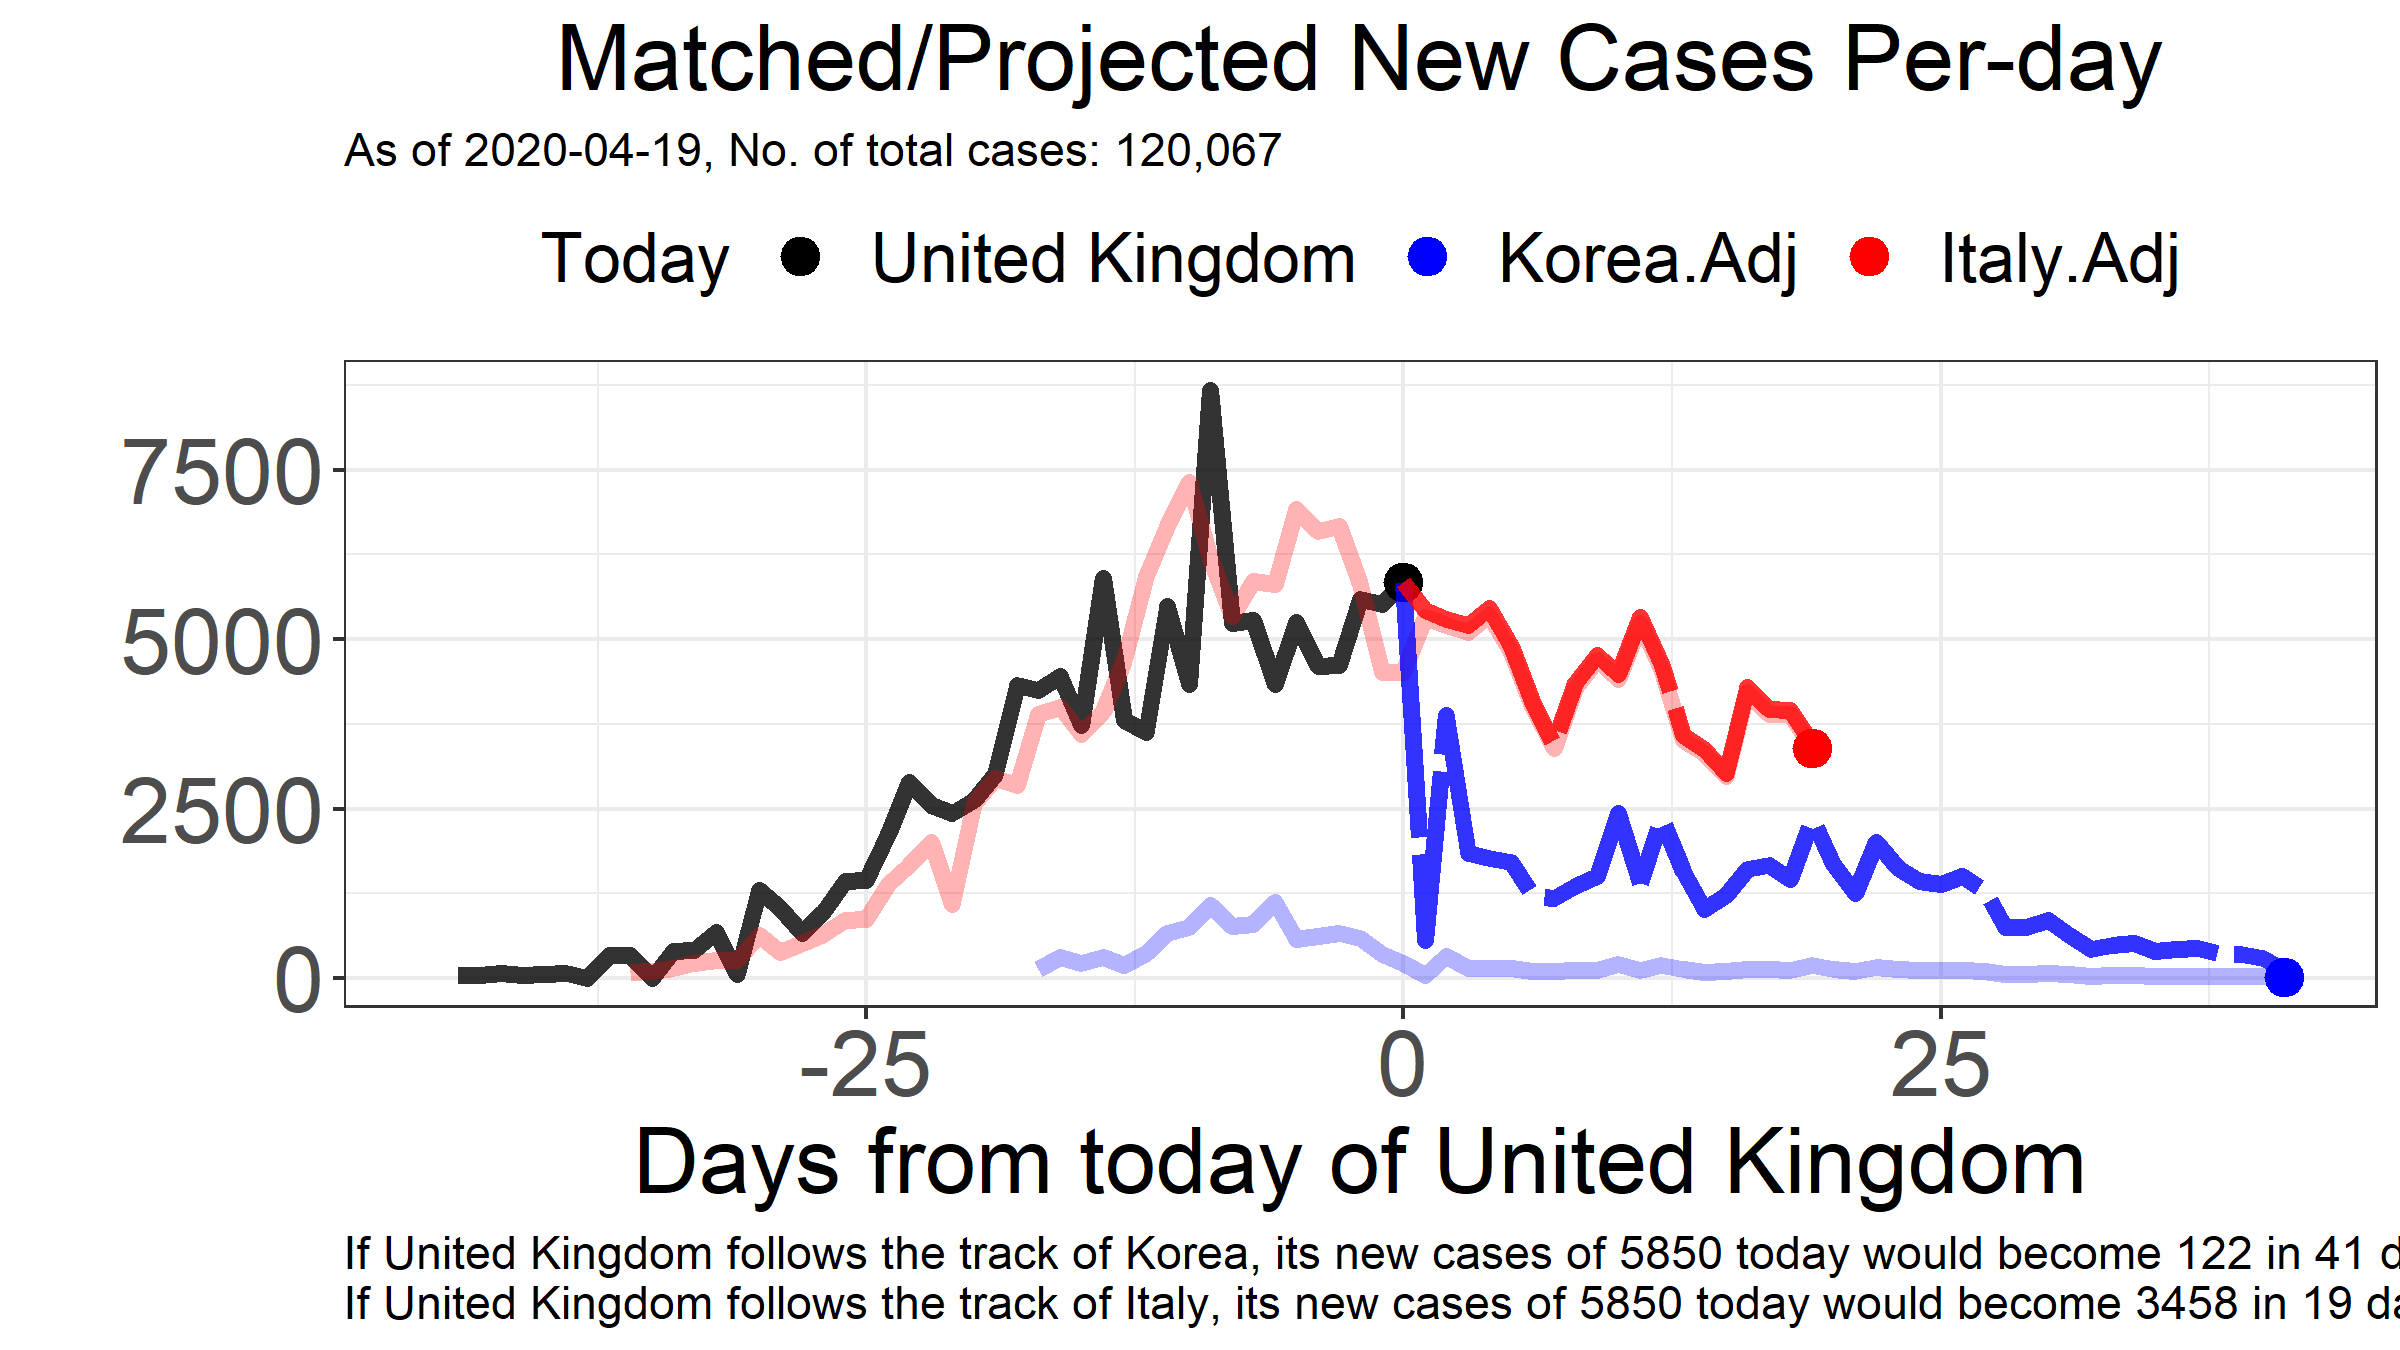 Matched/Projected New Cases Per-day
As of 2020-04-19, No. of total cases: 120,067
Today United Kingdom Korea.Adj Italy.Adj
7500
5000
2500
0
-25 0 25
Days from today of United Kingdom
If United Kingdom follows the track of Korea, its new cases of 5850 today would become 122 in 41 d
If United Kingdom follows the track of Italy, its new cases of 5850 today would become 3458 in 19 da